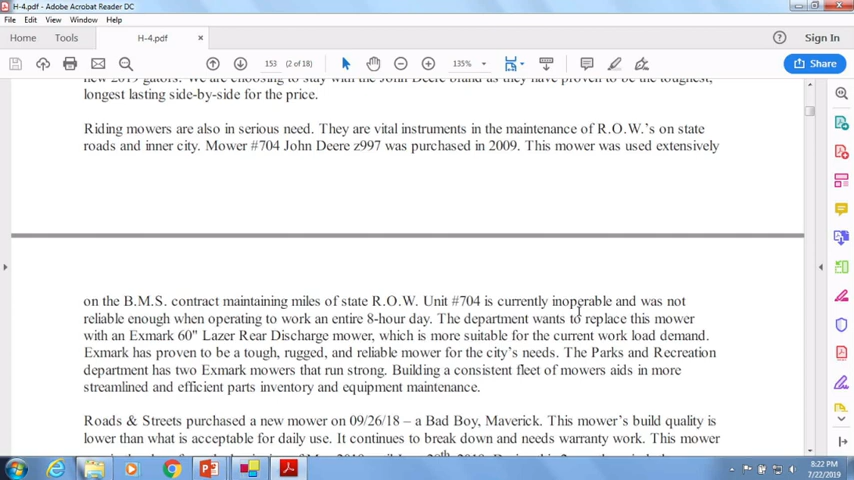 H-4.pdf - Adobe Acrobat Reader DC
File Edit View Window Help
Home Tools H-4.pdf × Sign In
153 (2 of 18) 135% Share
new 2019 gators. We are choosing to stay with the John Deere brand as they have proven to be the toughest,
longest lasting side-by-side for the price.
Riding mowers are also in serious need. They are vital instruments in the maintenance of R.O.W.'s on state
roads and inner city. Mower #704 John Deere z997 was purchased in 2009. This mower was used extensively
on the B.M.S. contract maintaining miles of state R.O.W. Unit #704 is currently inoperable and was not
reliable enough when operating to work an entire 8-hour day. The department wants to replace this mower
with an Exmark 60" Lazer Rear Discharge mower, which is more suitable for the current work load demand.
Exmark has proven to be a tough, rugged, and reliable mower for the city's needs. The Parks and Recreation
department has two Exmark mowers that run strong. Building a consistent fleet of mowers aids in more
streamlined and efficient parts inventory and equipment maintenance.
Roads & Streets purchased a new mower on 09/26/18 – a Bad Boy, Maverick. This mower's build quality is
lower than what is acceptable for daily use. It continues to break down and needs warranty work. This mower
8:22 PM
7/22/2019